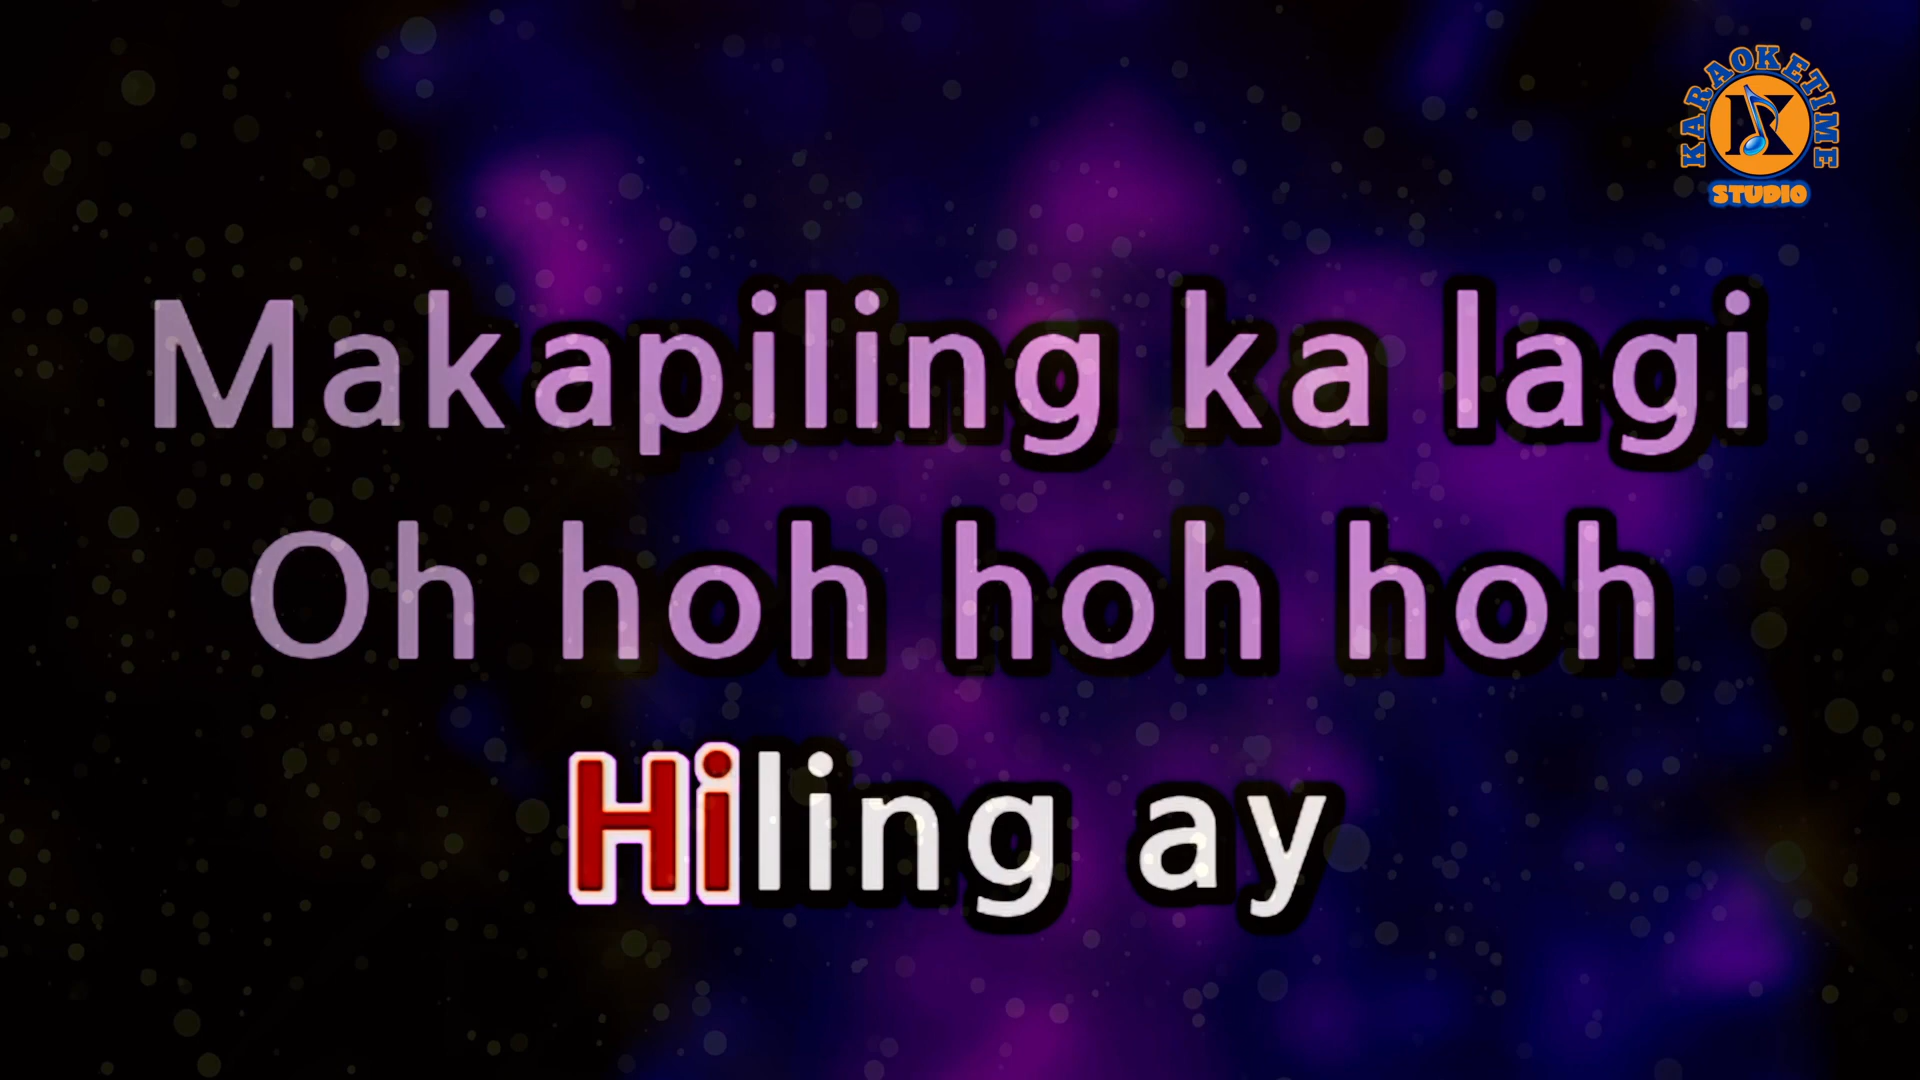 KARAOKETIME
K
STUDIO
Makapiling ka lagi
Oh hoh hoh hoh
Hiling ay